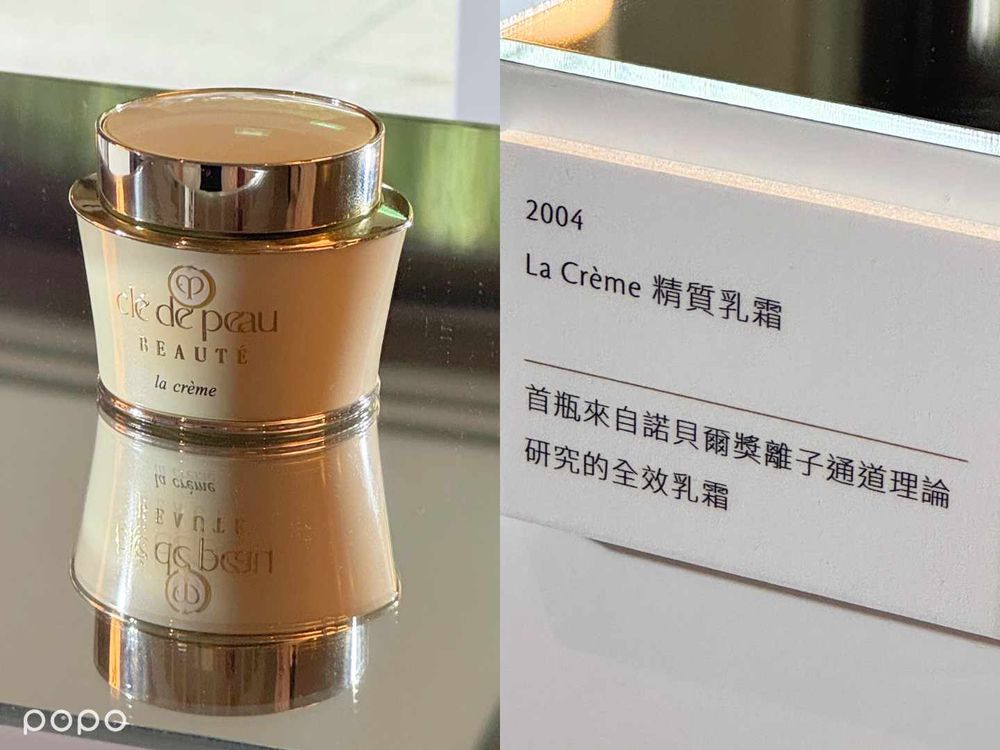 clé de peau
BEAUTÉ
la crème
2004
La Crème 精質乳霜
首瓶來自諾貝爾獎離子通道理論
研究的全效乳霜
popo